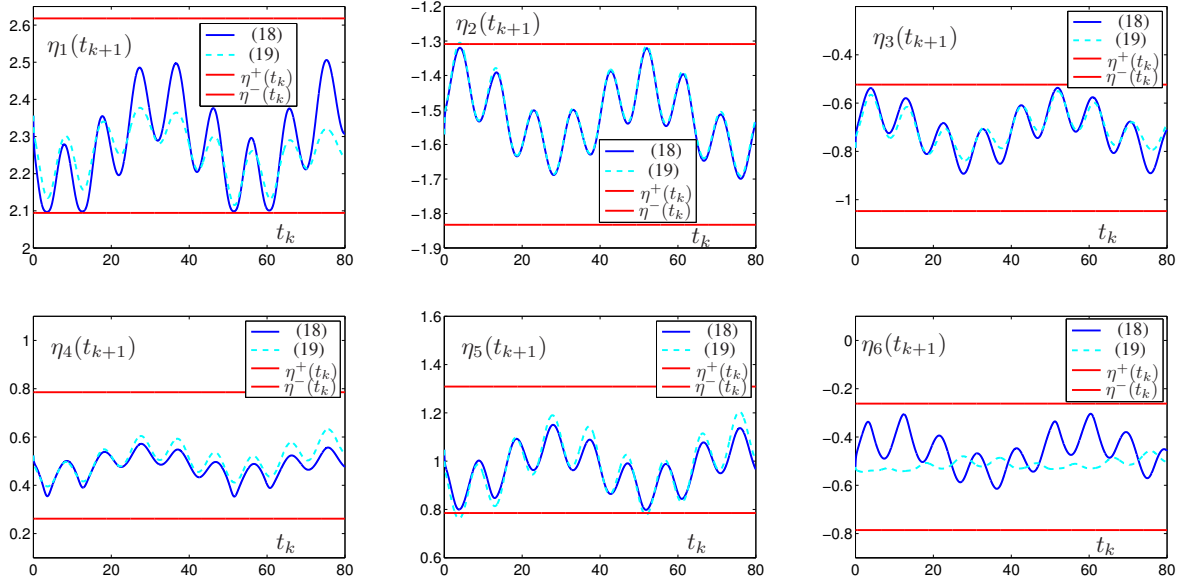 2.6
2.5
2.4
2.3
2.2
2.1
2
0 20 40 60 80
η₁(tₖ₊₁)
(18)
(19)
η⁺(tₖ)
η⁻(tₖ)
tₖ
−1.2
−1.3
−1.4
−1.5
−1.6
−1.7
−1.8
−1.9
0 20 40 60 80
η₂(tₖ₊₁)
(18)
(19)
η⁺(tₖ)
η⁻(tₖ)
tₖ
−0.4
−0.6
−0.8
−1
0 20 40 60 80
η₃(tₖ₊₁)
(18)
(19)
η⁺(tₖ)
η⁻(tₖ)
tₖ
1
0.8
0.6
0.4
0.2
0 20 40 60 80
η₄(tₖ₊₁)
(18)
(19)
η⁺(tₖ)
η⁻(tₖ)
tₖ
1.6
1.4
1.2
1
0.8
0.6
0 20 40 60 80
η₅(tₖ₊₁)
(18)
(19)
η⁺(tₖ)
η⁻(tₖ)
tₖ
0
−0.2
−0.4
−0.6
−0.8
0 20 40 60 80
η₆(tₖ₊₁)
(18)
(19)
η⁺(tₖ)
η⁻(tₖ)
tₖ